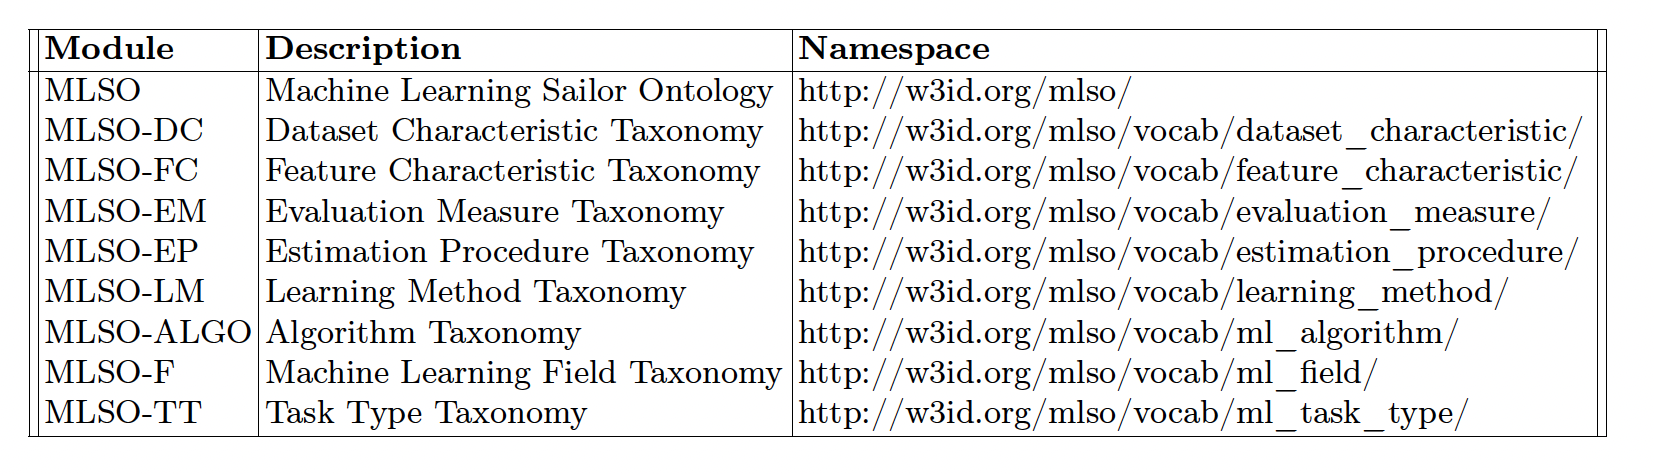 Module Description Namespace
MLSO Machine Learning Sailor Ontology http://w3id.org/mlso/
MLSO-DC Dataset Characteristic Taxonomy http://w3id.org/mlso/vocab/dataset_characteristic/
MLSO-FC Feature Characteristic Taxonomy http://w3id.org/mlso/vocab/feature_characteristic/
MLSO-EM Evaluation Measure Taxonomy http://w3id.org/mlso/vocab/evaluation_measure/
MLSO-EP Estimation Procedure Taxonomy http://w3id.org/mlso/vocab/estimation_procedure/
MLSO-LM Learning Method Taxonomy http://w3id.org/mlso/vocab/learning_method/
MLSO-ALGO Algorithm Taxonomy http://w3id.org/mlso/vocab/ml_algorithm/
MLSO-F Machine Learning Field Taxonomy http://w3id.org/mlso/vocab/ml_field/
MLSO-TT Task Type Taxonomy http://w3id.org/mlso/vocab/ml_task_type/